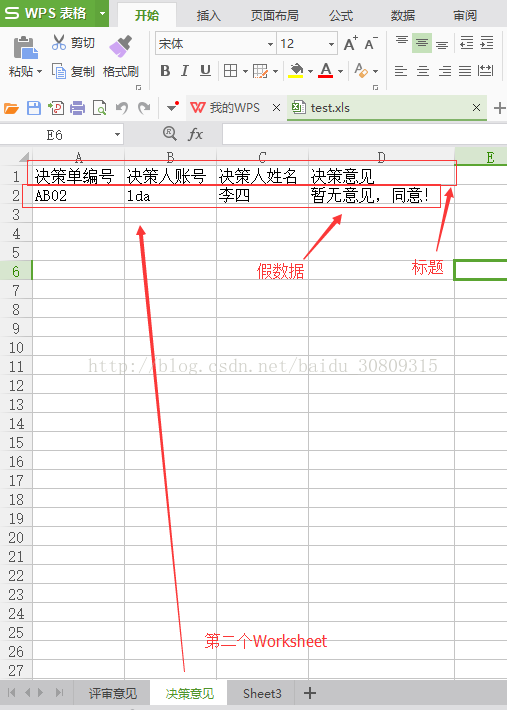 S WPS 表格 开始 插入 页面布局 公式 数据 审阅
剪切 宋体 12 A+ A-
粘贴 复制 格式刷 B I U A
我的WPS × test.xls × +
E6 fx
A B C D E
1 决策单编号 决策人账号 决策人姓名 决策意见
2 AB02 lda 李四 暂无意见，同意！
3
4
5
假数据 标题
6
7
8
9
10
11
http://blog.csdn.net/baidu_30809315
12
13
14
15
16
17
18
19
20
21
22
23
24
25
第二个Worksheet
26
27
评审意见 决策意见 Sheet3 +